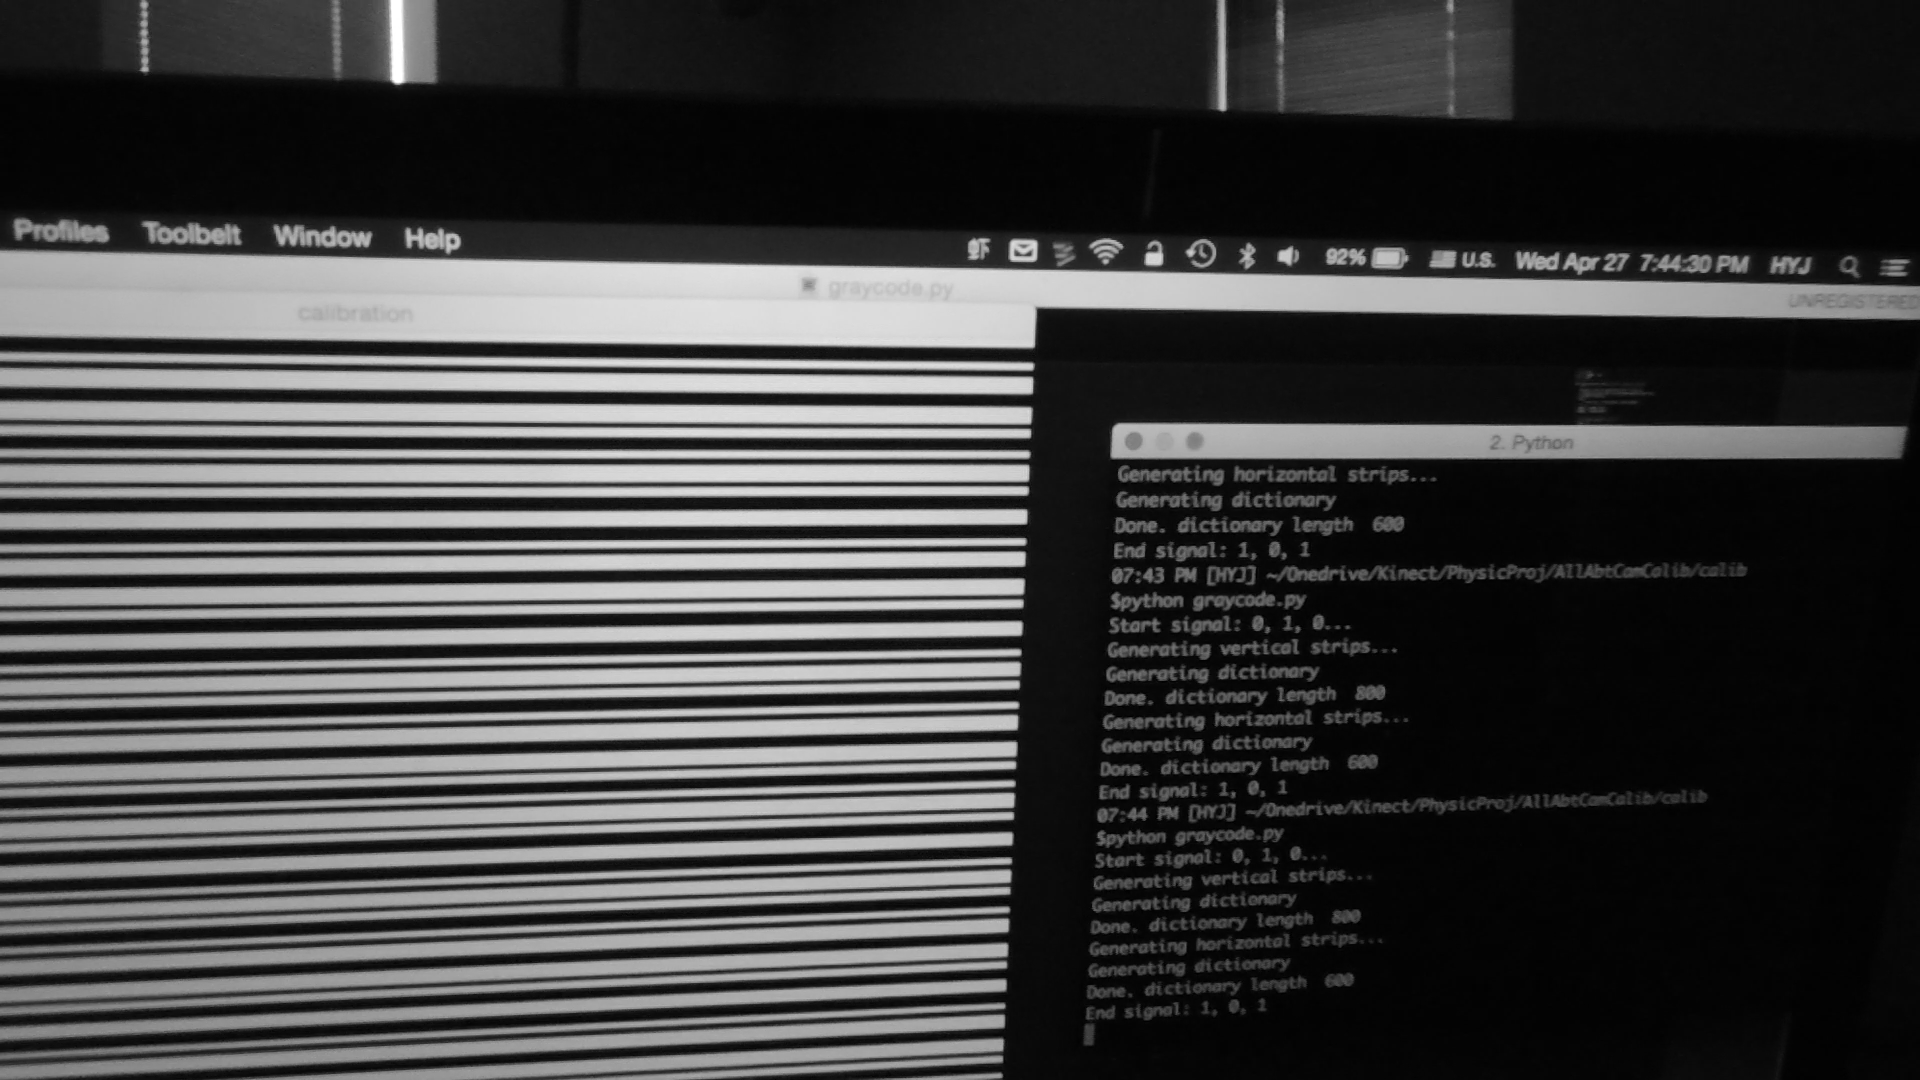 Profiles Toolbelt Window Help 92% U.S. Wed Apr 27 7:44:30 PM HYJ
graycode.py
UNREGISTERED
calibration
2. Python
Generating horizontal strips...
Generating dictionary
Done. dictionary length 600
End signal: 1, 0, 1
07:43 PM [HYJ] ~/Onedrive/Kinect/PhysicProj/AllAbtCamCalib/calib
$python graycode.py
Start signal: 0, 1, 0...
Generating vertical strips...
Generating dictionary
Done. dictionary length 800
Generating horizontal strips...
Generating dictionary
Done. dictionary length 600
End signal: 1, 0, 1
07:44 PM [HYJ] ~/Onedrive/Kinect/PhysicProj/AllAbtCamCalib/calib
$python graycode.py
Start signal: 0, 1, 0...
Generating vertical strips...
Generating dictionary
Done. dictionary length 800
Generating horizontal strips...
Generating dictionary
Done. dictionary length 600
End signal: 1, 0, 1